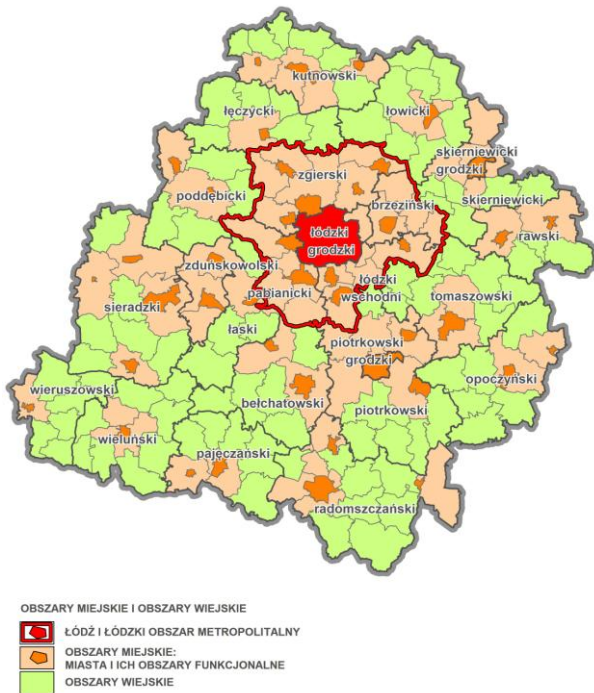 kutnowski
łęczycki
łowicki
skierniewicki
grodzki
zgierski
poddębicki
brzeziński
skierniewicki
rawski
łódzki
grodzki
zduńskowolski
łódzki
wschodni
pabianicki
tomaszowski
sieradzki
łaski
piotrkowski
grodzki
opoczyński
wieruszowski
bełchatowski
piotrkowski
wieluński
pajęczański
radomszczański
OBSZARY MIEJSKIE I OBSZARY WIEJSKIE
ŁÓDŹ I ŁÓDZKI OBSZAR METROPOLITALNY
OBSZARY MIEJSKIE:
MIASTA I ICH OBSZARY FUNKCJONALNE
OBSZARY WIEJSKIE